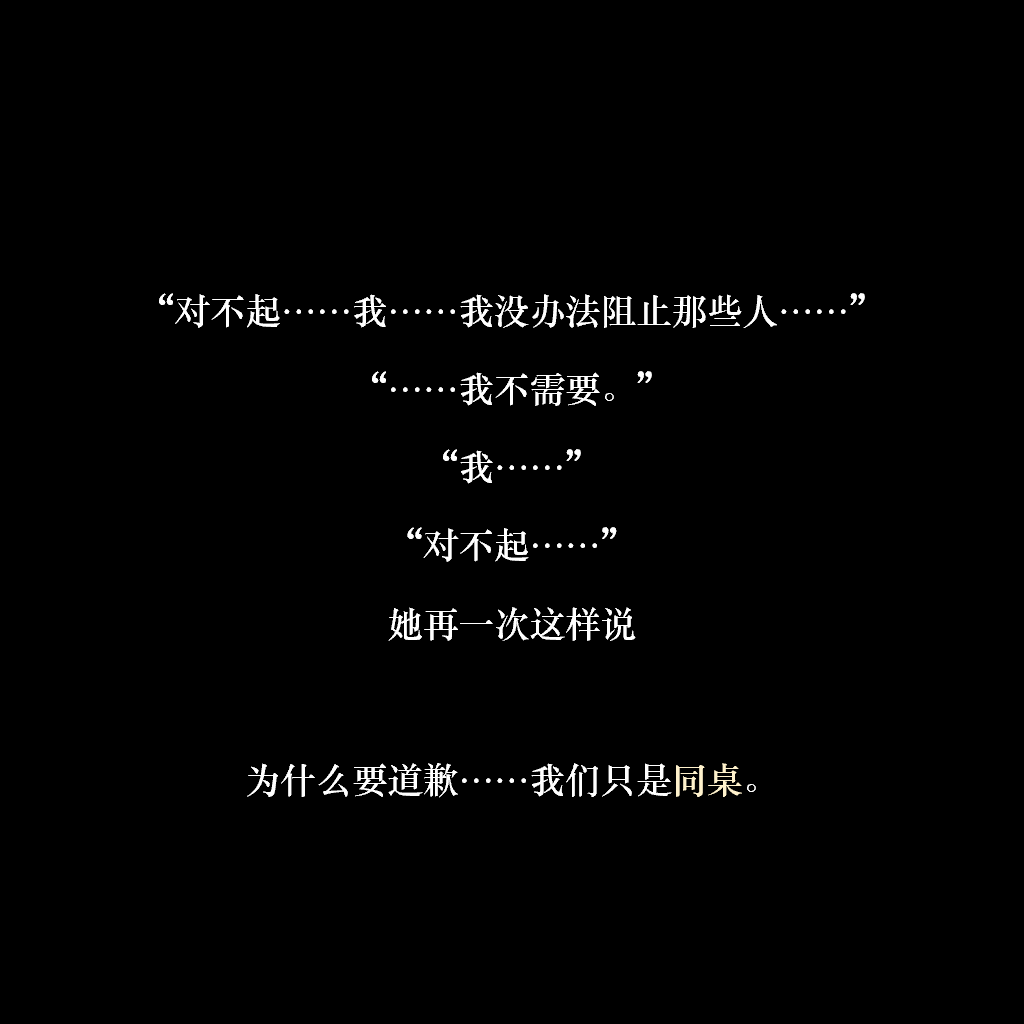 “对不起……我……我没办法阻止那些人……”
“……我不需要。”
“我……”
“对不起……”
她再一次这样说
为什么要道歉……我们只是同桌。